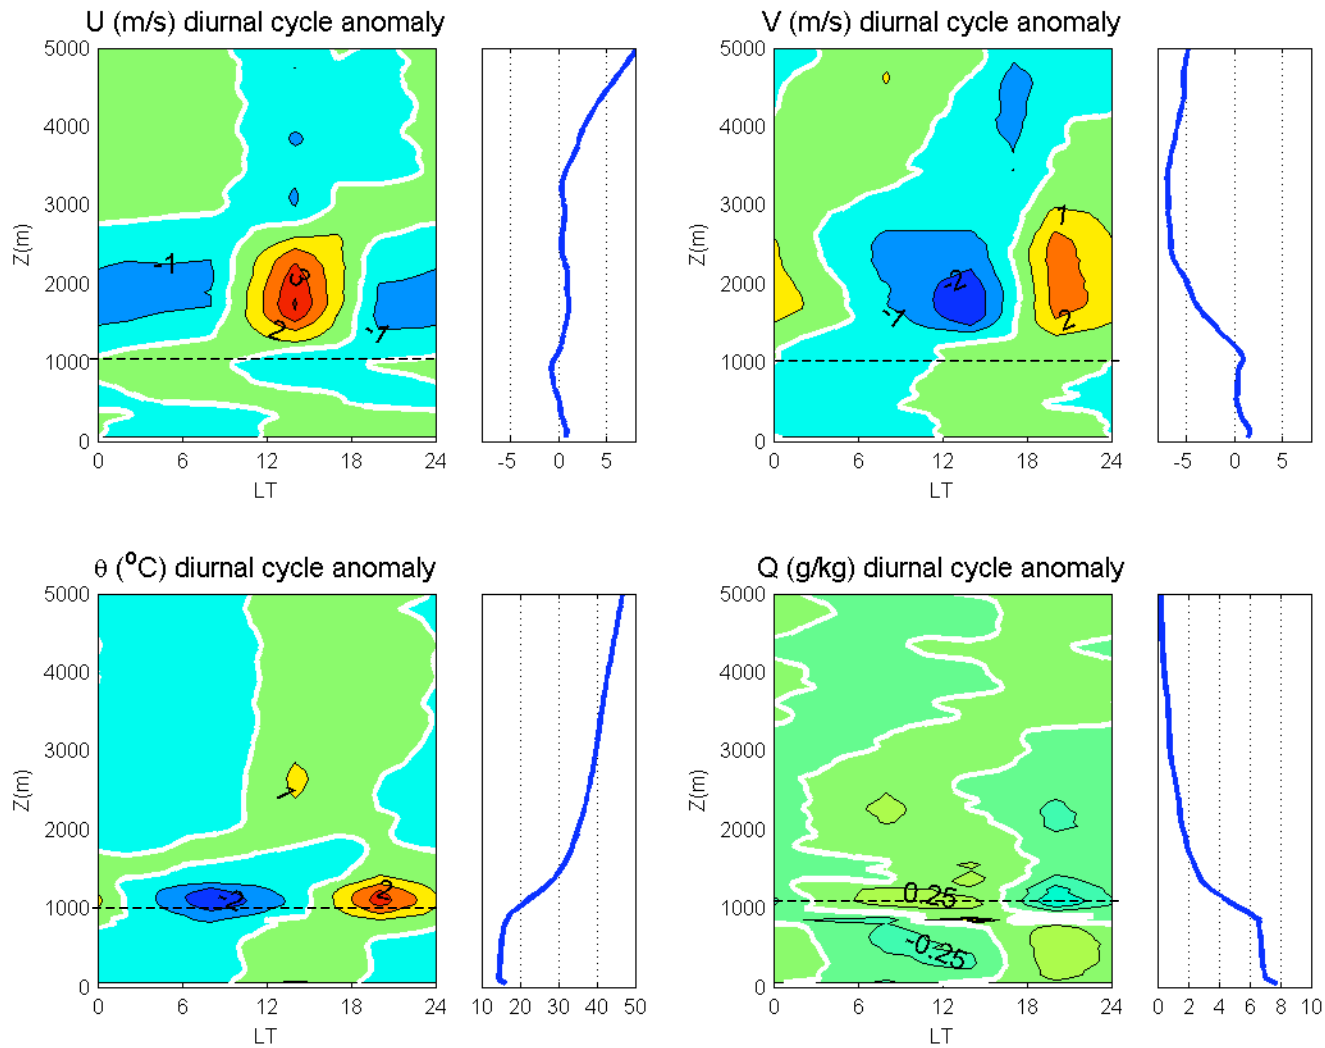 U (m/s) diurnal cycle anomaly
V (m/s) diurnal cycle anomaly
5000
4000
3000
2000
1000
0
Z(m)
-1
3
2
-1
0 6 12 18 24
LT
-5 0 5
5000
4000
3000
2000
1000
0
Z(m)
1
-2
-1
2
0 6 12 18 24
LT
-5 0 5
θ (°C) diurnal cycle anomaly
Q (g/kg) diurnal cycle anomaly
5000
4000
3000
2000
1000
0
Z(m)
1
-2
2
0 6 12 18 24
LT
10 20 30 40 50
5000
4000
3000
2000
1000
0
Z(m)
0.25
-0.25
0 6 12 18 24
LT
0 2 4 6 8 10